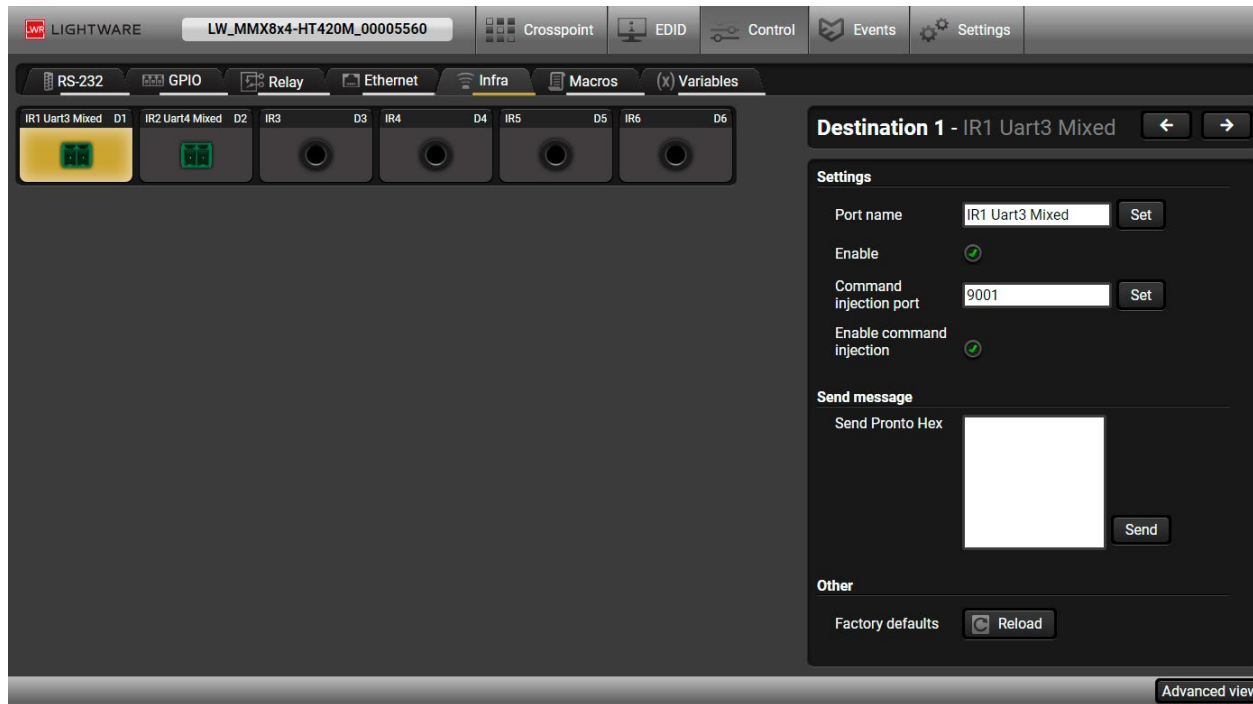 LWR LIGHTWARE LW_MMX8x4-HT420M_00005560 Crosspoint EDID Control Events Settings
RS-232 GPIO Relay Ethernet Infra Macros (x) Variables
IR1 Uart3 Mixed D1 IR2 Uart4 Mixed D2 IR3 D3 IR4 D4 IR5 D5 IR6 D6
Destination 1 - IR1 Uart3 Mixed
Settings
Port name IR1 Uart3 Mixed Set
Enable
Command
injection port 9001 Set
Enable command
injection
Send message
Send Pronto Hex
Send
Other
Factory defaults Reload
Advanced view